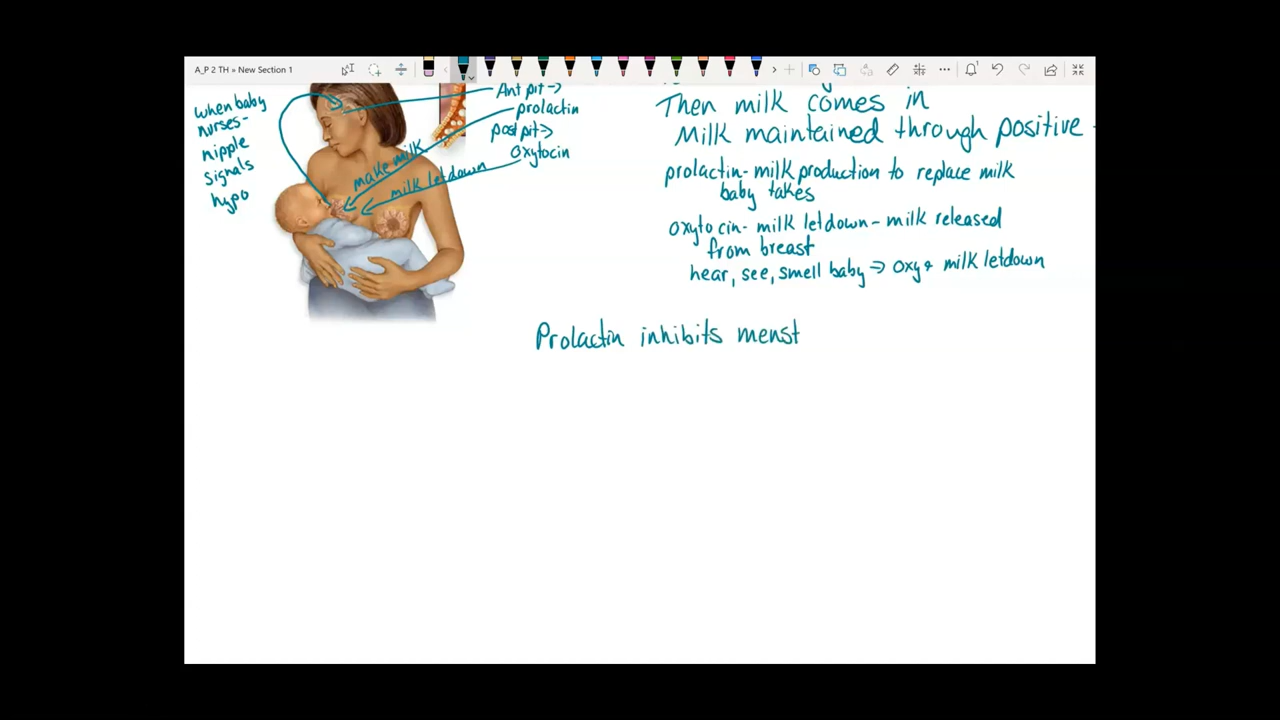 A_P 2 TH » New Section 1
when baby
nurses-
nipple
signals
hypo
Ant pit->
prolactin
post pit=>
oxytocin
make milk
milk letdown
Then milk comes in
Milk maintained through positive
prolactin- milk production to replace milk
baby takes
oxytocin- milk letdown- milk released
from breast
hear, see, smell baby => oxy & milk letdown
Prolactin inhibits menst